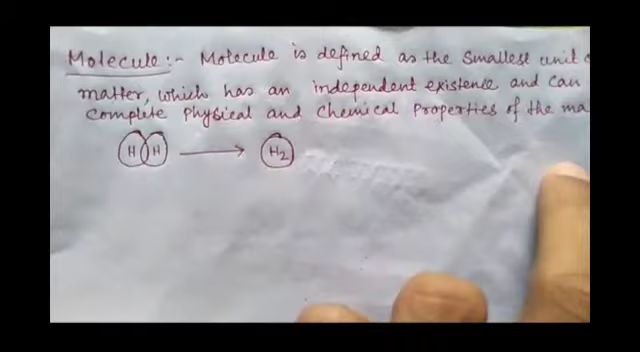 Molecule :- Molecule is defined as the smallest unit
matter, which has an independent existence and can
complete physical and chemical properties of the
H H → H2